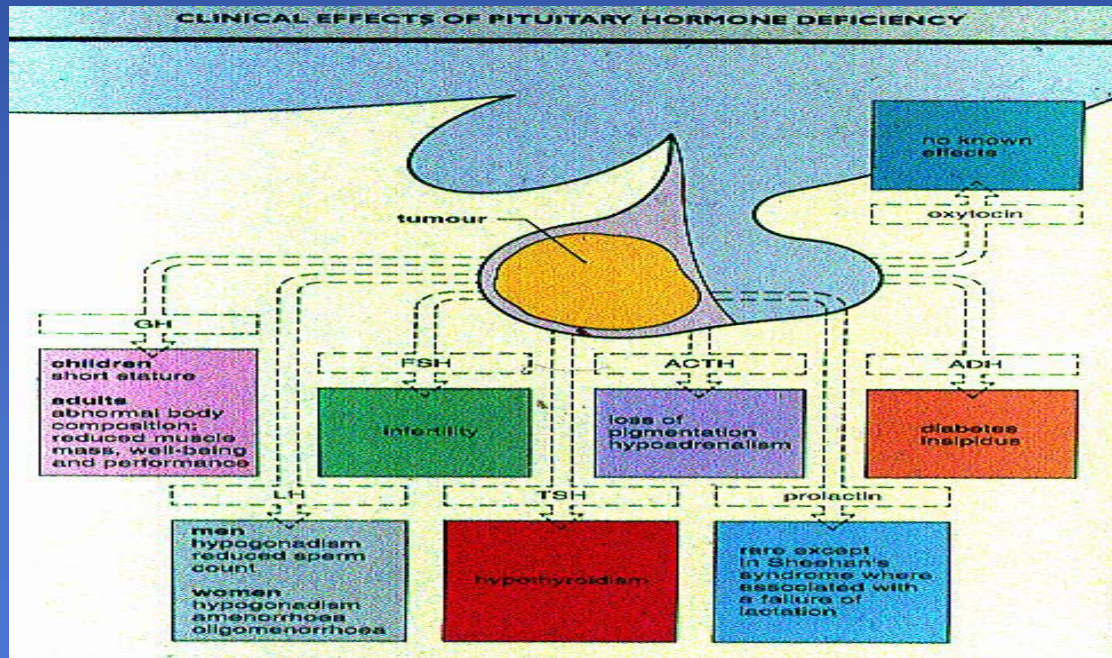 CLINICAL EFFECTS OF PITUITARY HORMONE DEFICIENCY
no known
effects
oxytocin
tumour
GH
children
short stature
adults
abnormal body
composition:
reduced muscle
mass, well-being
and performance
FSH
infertility
ACTH
loss of
pigmentation
hypoadrenalism
ADH
diabetes
insipidus
LH
men
hypogonadism
reduced sperm
count
women
hypogonadism
amenorrhoea
oligomenorrhoea
TSH
hypothyroidism
prolactin
rare except
in Sheehan's
syndrome where
associated with
a failure of
lactation